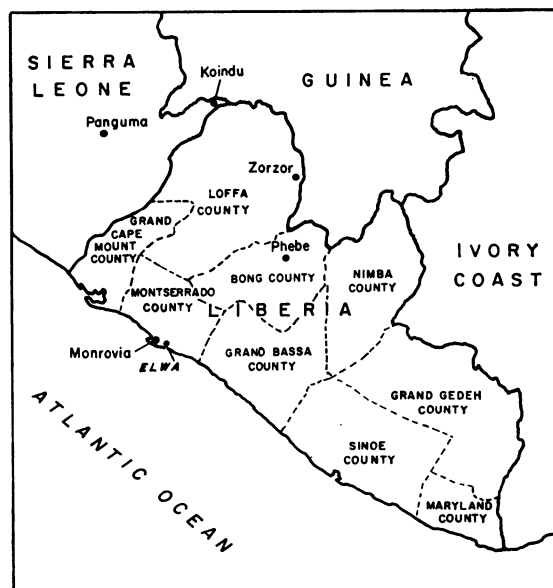 SIERRA
LEONE
Koindu
GUINEA
Panguma
Zorzor
LOFFA
COUNTY
GRAND
CAPE
MOUNT
COUNTY
Phebe
IVORY
COAST
BONG COUNTY
NIMBA
COUNTY
MONTSERRADO
COUNTY
LIBERIA
Monrovia
ELWA
GRAND BASSA
COUNTY
GRAND GEDEH
COUNTY
SINOE
COUNTY
MARYLAND
COUNTY
ATLANTIC OCEAN